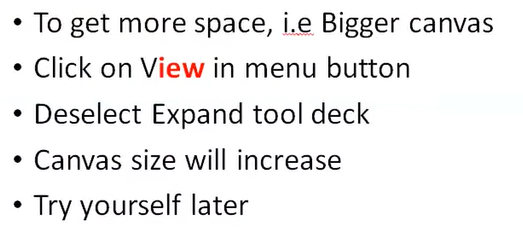 • To get more space, i.e Bigger canvas
• Click on View in menu button
• Deselect Expand tool deck
• Canvas size will increase
• Try yourself later